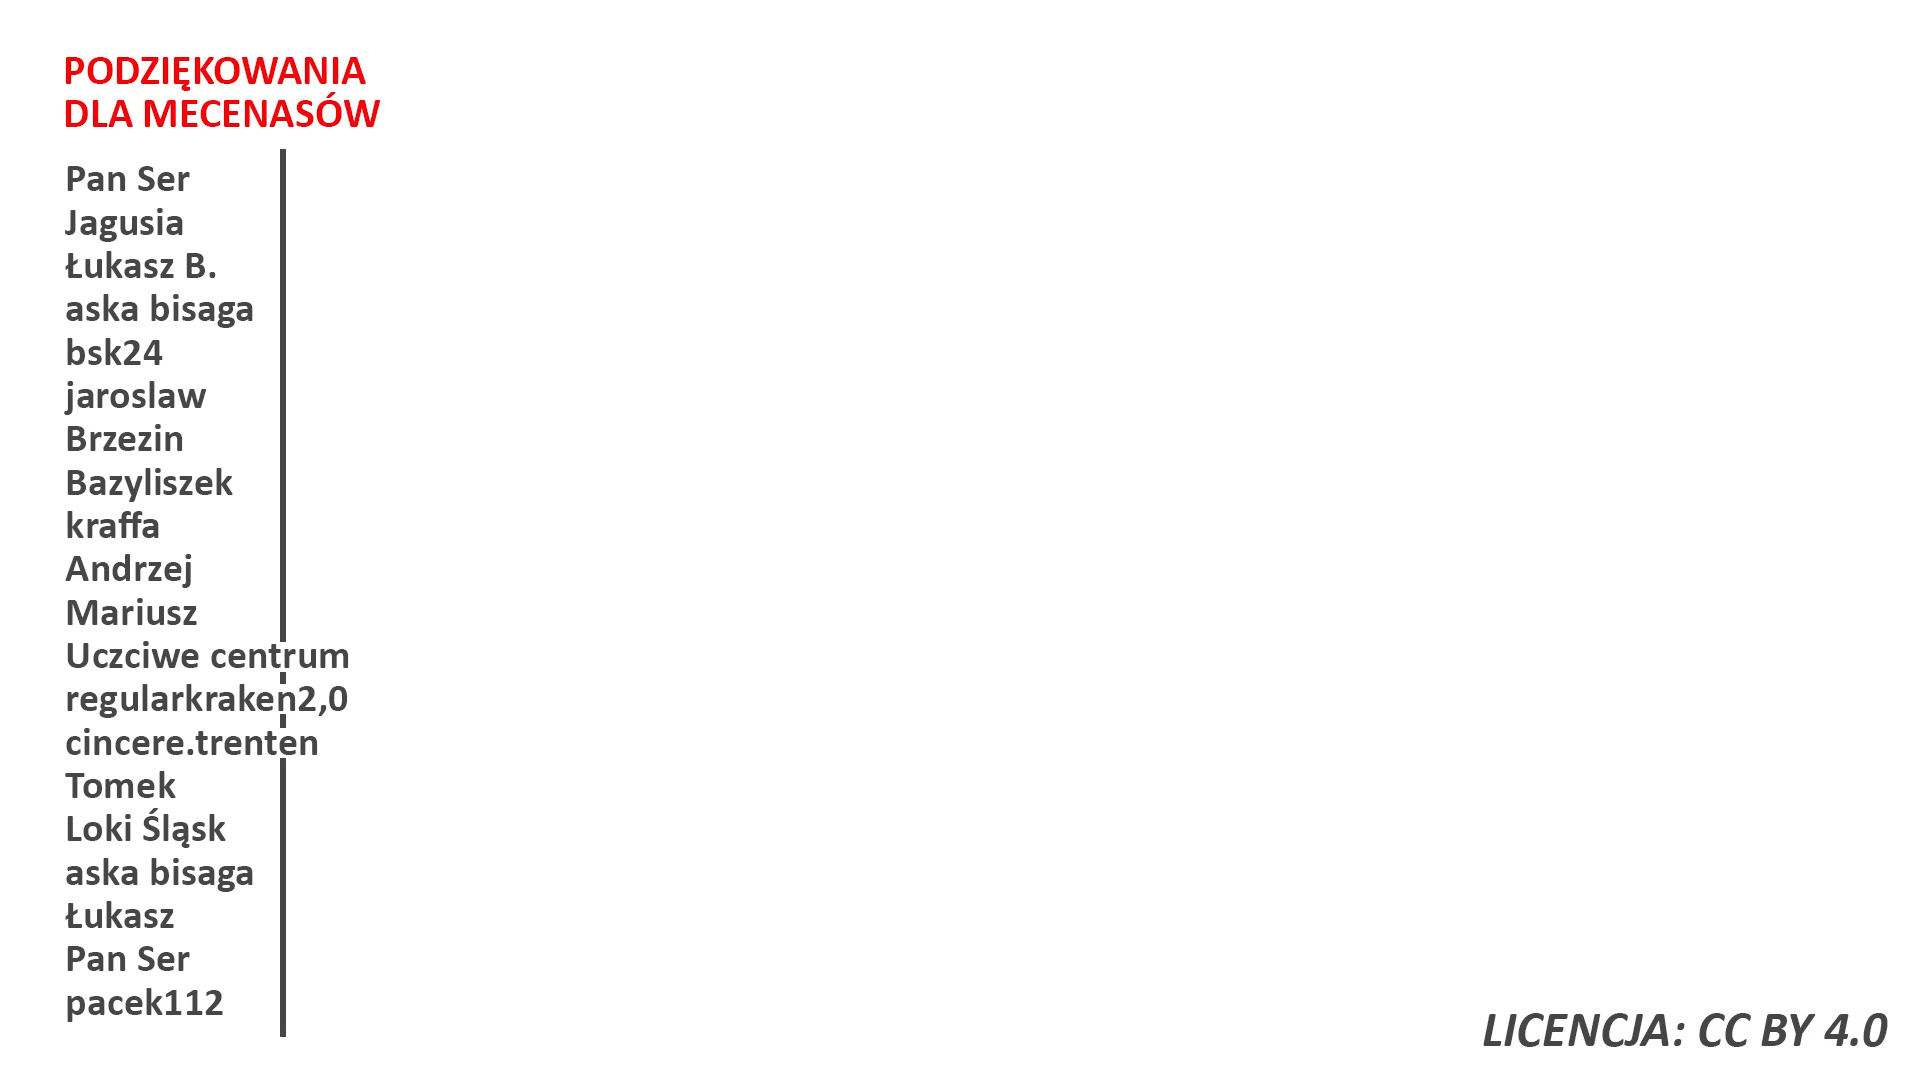 PODZIĘKOWANIA
DLA MECENASÓW
Pan Ser
Jagusia
Łukasz B.
aska bisaga
bsk24
jaroslaw
Brzezin
Bazyliszek
kraffa
Andrzej
Mariusz
Uczciwe centrum
regularkraken2,0
cincere.trenten
Tomek
Loki Śląsk
aska bisaga
Łukasz
Pan Ser
pacek112
LICENCJA: CC BY 4.0